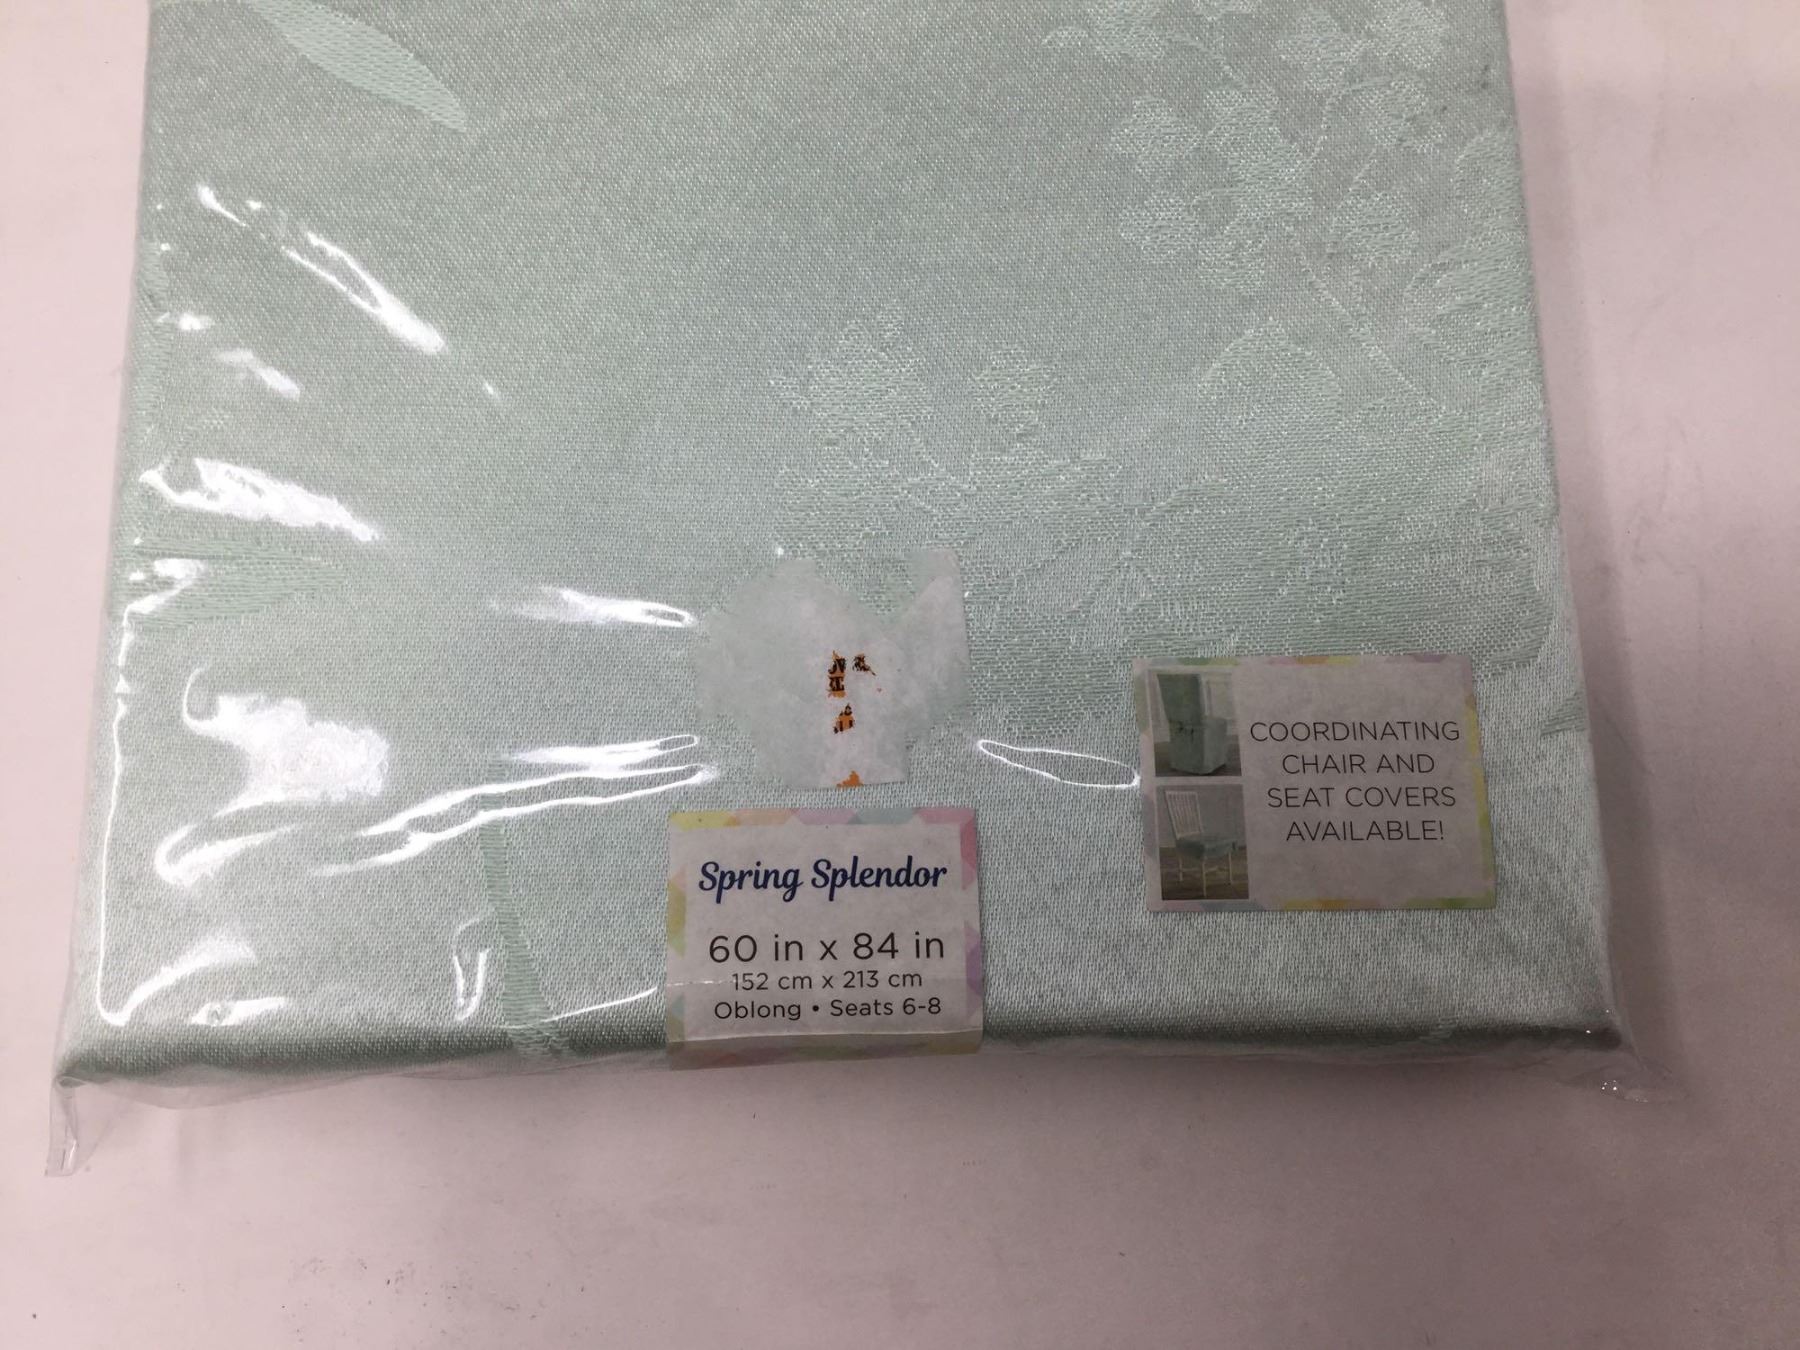 Spring Splendor
60 in x 84 in
152 cm x 213 cm
Oblong • Seats 6-8
COORDINATING
CHAIR AND
SEAT COVERS
AVAILABLE!